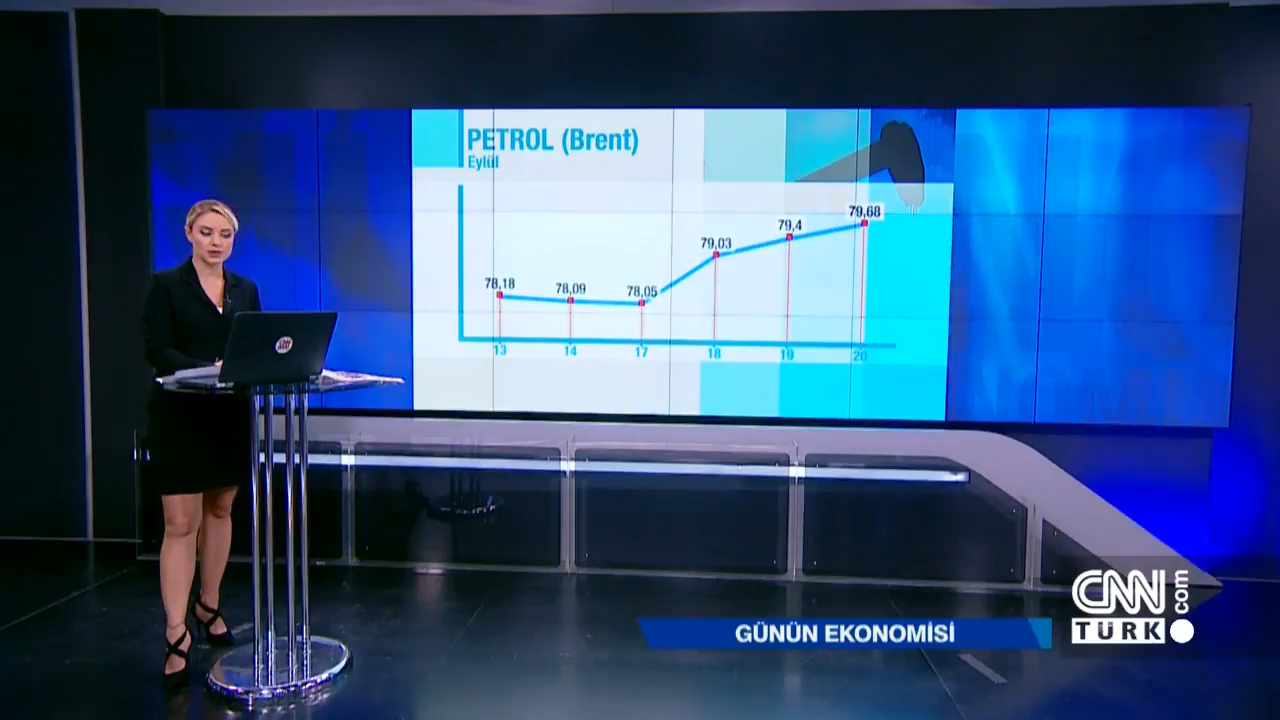 PETROL (Brent)
Eylül
78,18
78,09
78,05
79,03
79,4
79,68
13
14
17
18
19
20
GÜNÜN EKONOMİSİ
CNN
TÜRK
.com